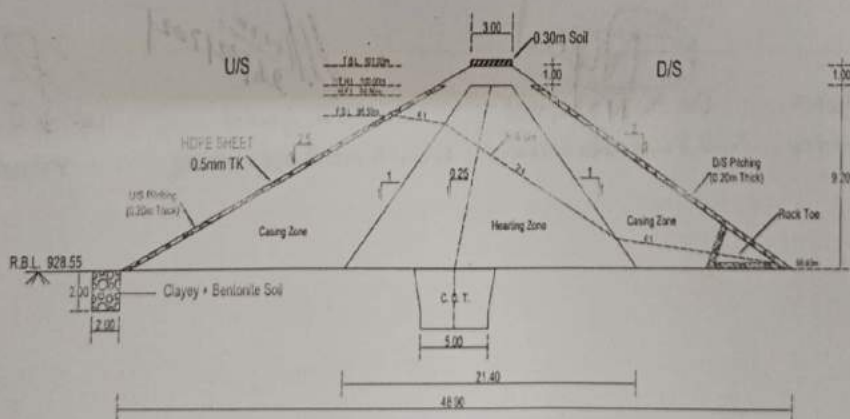 3.00
0.30m Soil
U/S
D/S
1.00
1.00
HDPE SHEET
0.5mm TK
2.5
2
U/S Pitching
(0.20m Thick)
D/S Pitching
(0.20m Thick)
1
0.25
1
9.20
Casing Zone
Hearting Zone
Casing Zone
Rock Toe
R.B.L. 928.55
2.00
Clayey + Bentonite Soil
2.00
C.O.T.
5.00
21.40
48.90